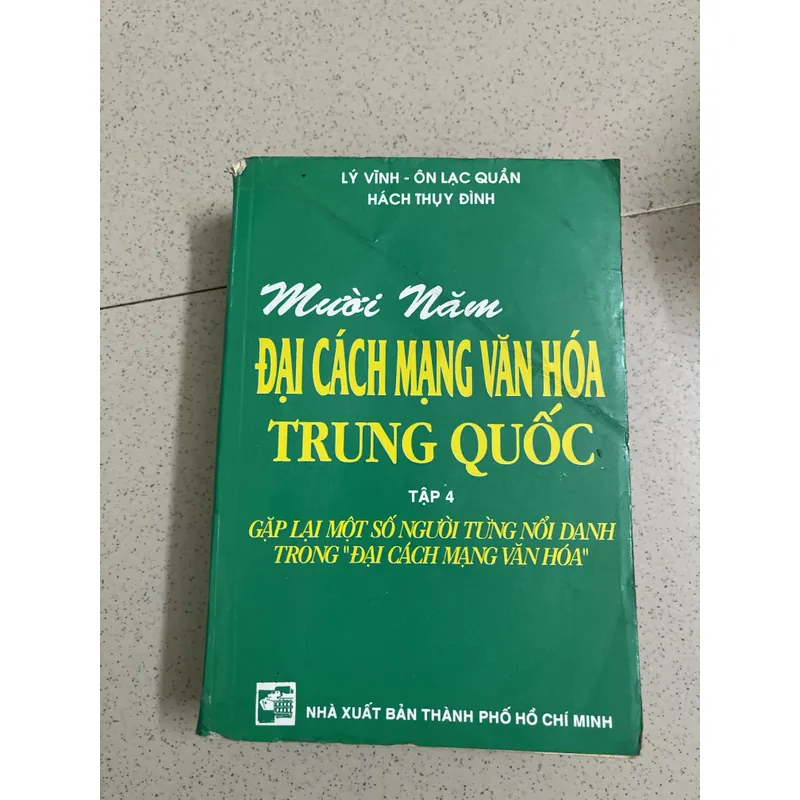 LÝ VĨNH - ÔN LẠC QUẦN
HÁCH THỤY ĐÌNH
Mười Năm
ĐẠI CÁCH MẠNG VĂN HÓA
TRUNG QUỐC
TẬP 4
GẶP LẠI MỘT SỐ NGƯỜI TỪNG NỔI DANH
TRONG "ĐẠI CÁCH MẠNG VĂN HÓA"
NHÀ XUẤT BẢN THÀNH PHỐ HỒ CHÍ MINH